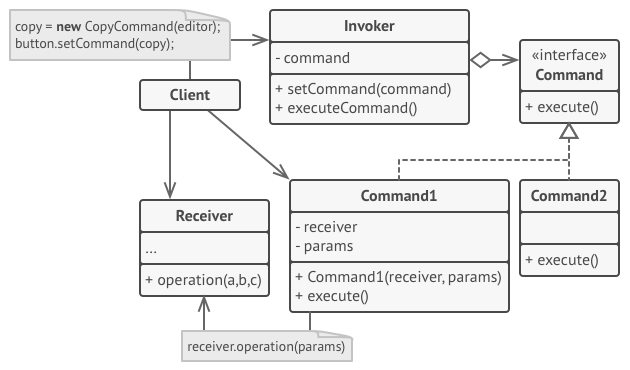 copy = new CopyCommand(editor);
button.setCommand(copy);
Invoker
- command
+ setCommand(command)
+ executeCommand()
«interface»
Command
+ execute()
Client
Receiver
...
+ operation(a,b,c)
Command1
- receiver
- params
+ Command1(receiver, params)
+ execute()
Command2
+ execute()
receiver.operation(params)